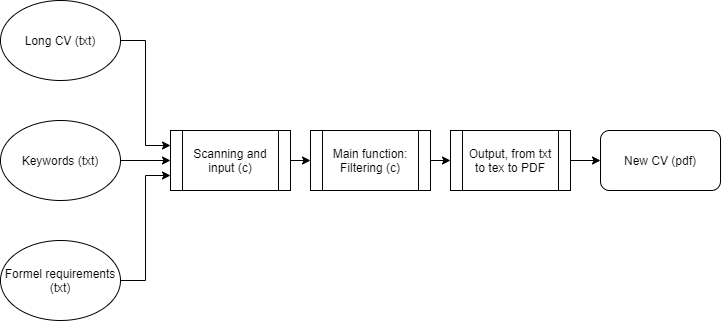 Long CV (txt)
Keywords (txt)
Formel requirements
(txt)
Scanning and
input (c)
Main function:
Filtering (c)
Output, from txt
to tex to PDF
New CV (pdf)